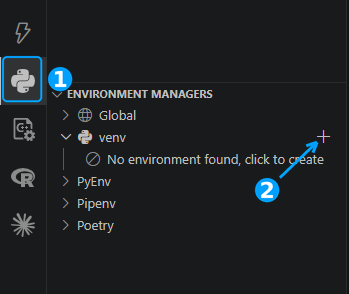 1
ENVIRONMENT MANAGERS
Global
venv
No environment found, click to create
PyEnv
2
Pipenv
Poetry